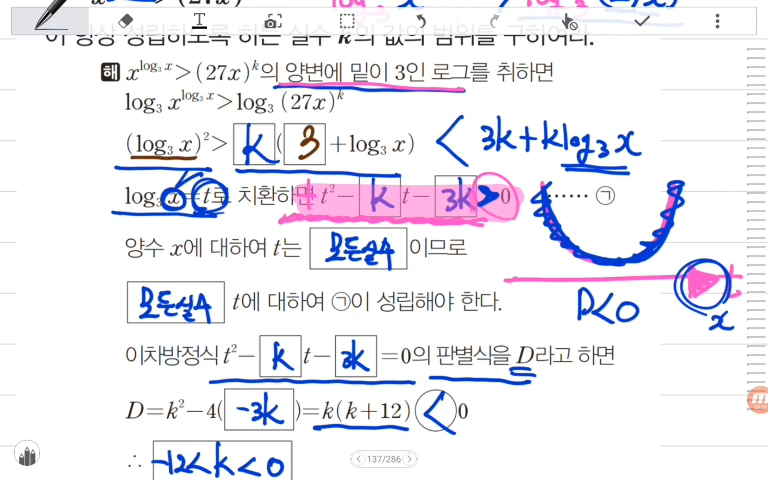 이 항상 성립하도록 하는 실수 k의 값의 범위를 구하여라.
해 x^{log₃ x} > (27x)^k의 양변에 밑이 3인 로그를 취하면
log₃ x^{log₃ x} > log₃ (27x)^k
(log₃ x)² > k ( 3 + log₃ x) < 3k + k log₃ x
log₃ x = t로 치환하면 t² − k t − 3k > 0 …… ㉠
양수 x에 대하여 t는 모든실수 이므로
모든실수 t에 대하여 ㉠이 성립해야 한다.
D<0 x
이차방정식 t² − k t − 3k = 0의 판별식을 D라고 하면
D = k² − 4( −3k ) = k(k+12) < 0
∴ −12<k<0
137/286